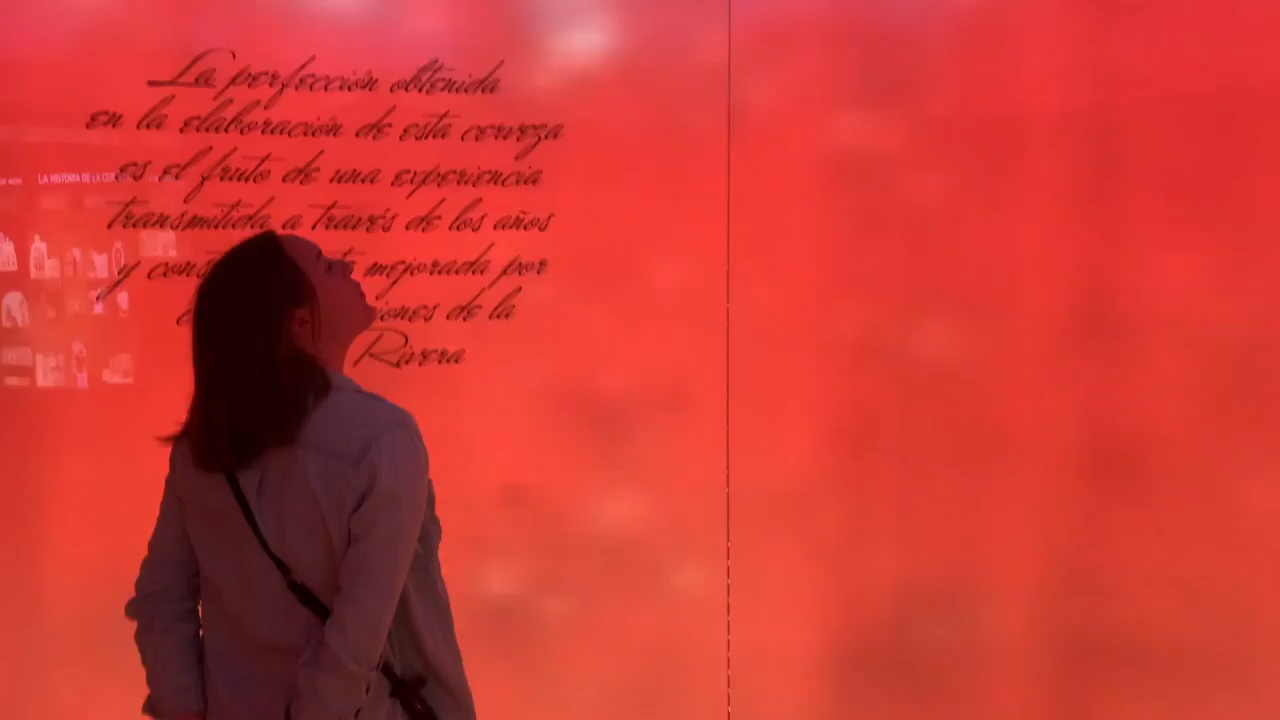 La perfección obtenida
en la elaboración de esta cerveza
es el fruto de una experiencia
transmitida a través de los años
y mejorada por
de la
Rivera
LA HISTORIA DE LA